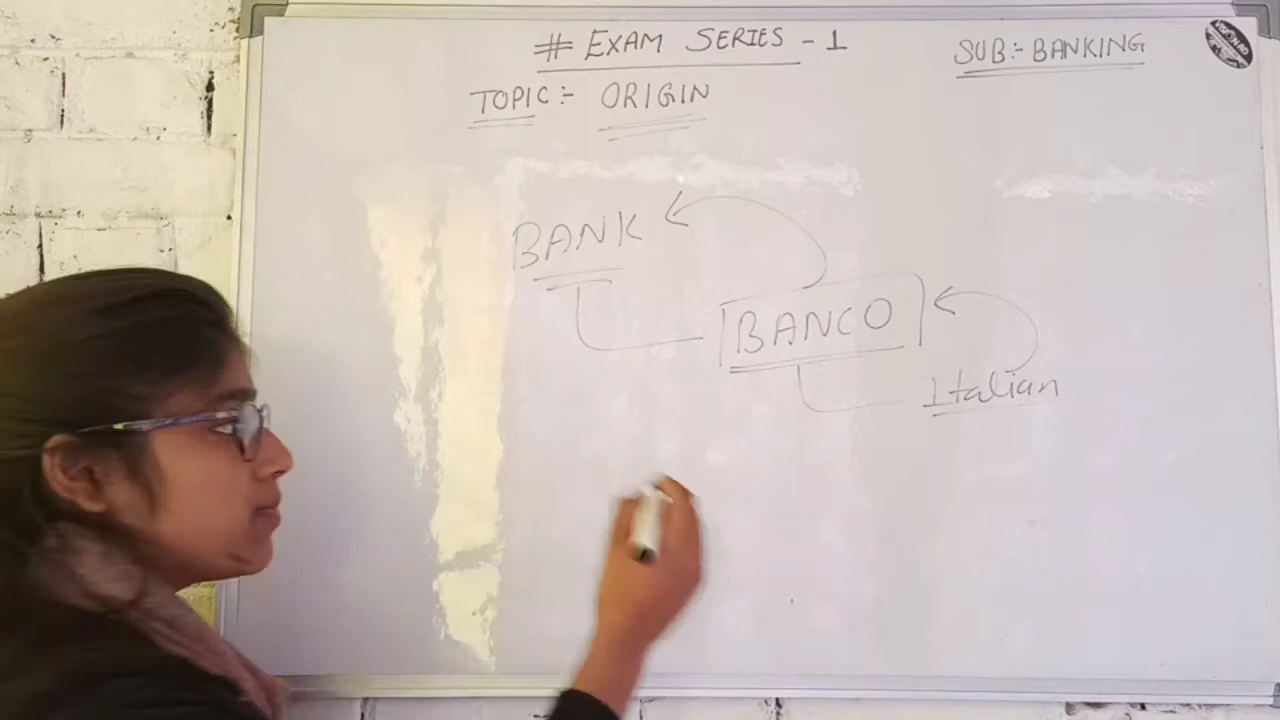 # EXAM SERIES - 1
SUB:- BANKING
TOPIC:- ORIGIN
BANK
BANCO
Italian